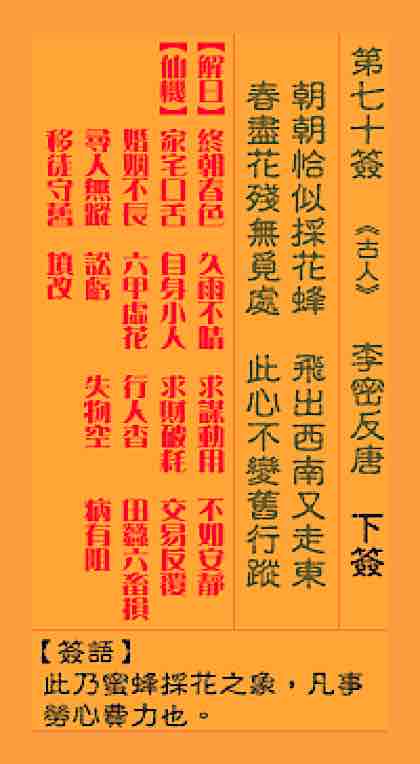 第七十簽 《古人》 李密反唐 下簽
朝朝恰似採花蜂 飛出西南又走東
春盡花殘無覓處 此心不變舊行蹤
【解曰】 終朝春色 久雨不晴 求謀動用 不如安靜
【仙機】 家宅口舌 自身小人 求財破耗 交易反覆
婚姻不長 六甲虛花 行人杳 田蠶六畜損
尋人無蹤 訟虧 失物空 病有阻
移徙守舊 墳改
【簽語】
此乃蜜蜂採花之象,凡事
勞心費力也。